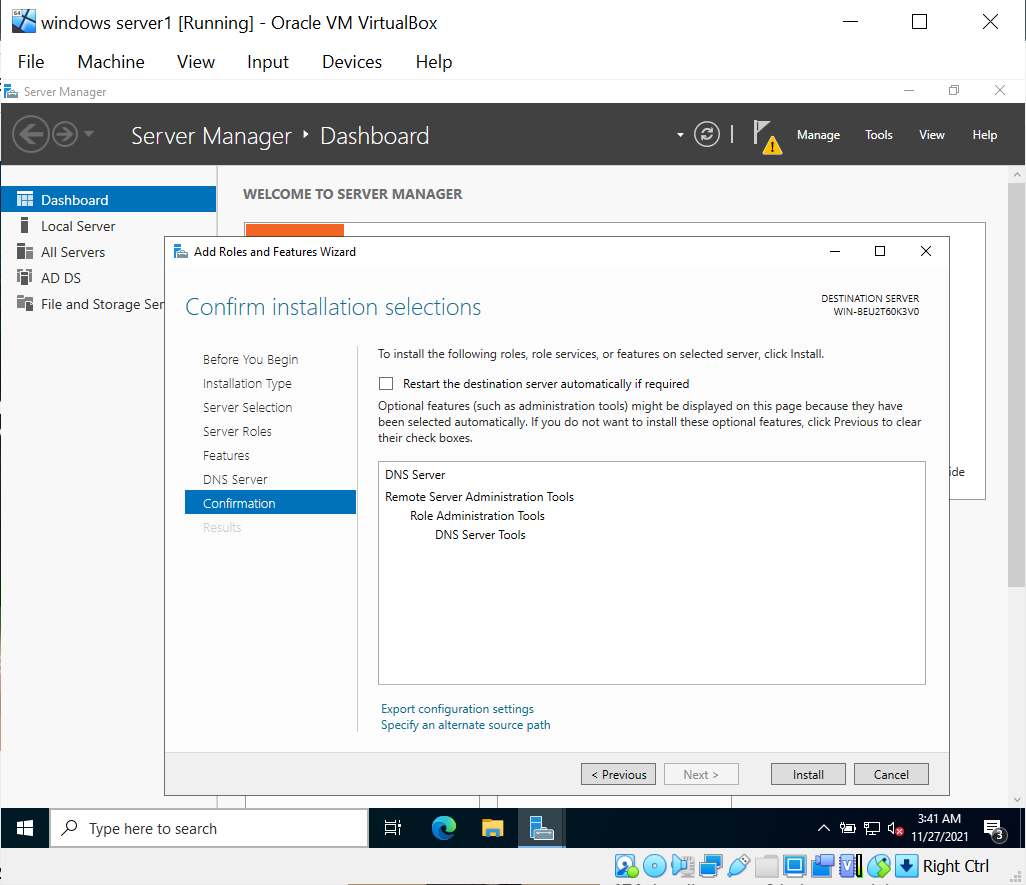 windows server1 [Running] - Oracle VM VirtualBox
File Machine View Input Devices Help
Server Manager
Server Manager Dashboard
Manage Tools View Help
Dashboard
Local Server
All Servers
AD DS
File and Storage Ser
WELCOME TO SERVER MANAGER
Add Roles and Features Wizard
Confirm installation selections
DESTINATION SERVER
WIN-BEU2T60K3V0
Before You Begin
Installation Type
Server Selection
Server Roles
Features
DNS Server
Confirmation
Results
To install the following roles, role services, or features on selected server, click Install.
Restart the destination server automatically if required
Optional features (such as administration tools) might be displayed on this page because they have
been selected automatically. If you do not want to install these optional features, click Previous to clear
their check boxes.
DNS Server
Remote Server Administration Tools
Role Administration Tools
DNS Server Tools
Export configuration settings
Specify an alternate source path
< Previous Next > Install Cancel
ide
Type here to search
3:41 AM
11/27/2021
3
Right Ctrl